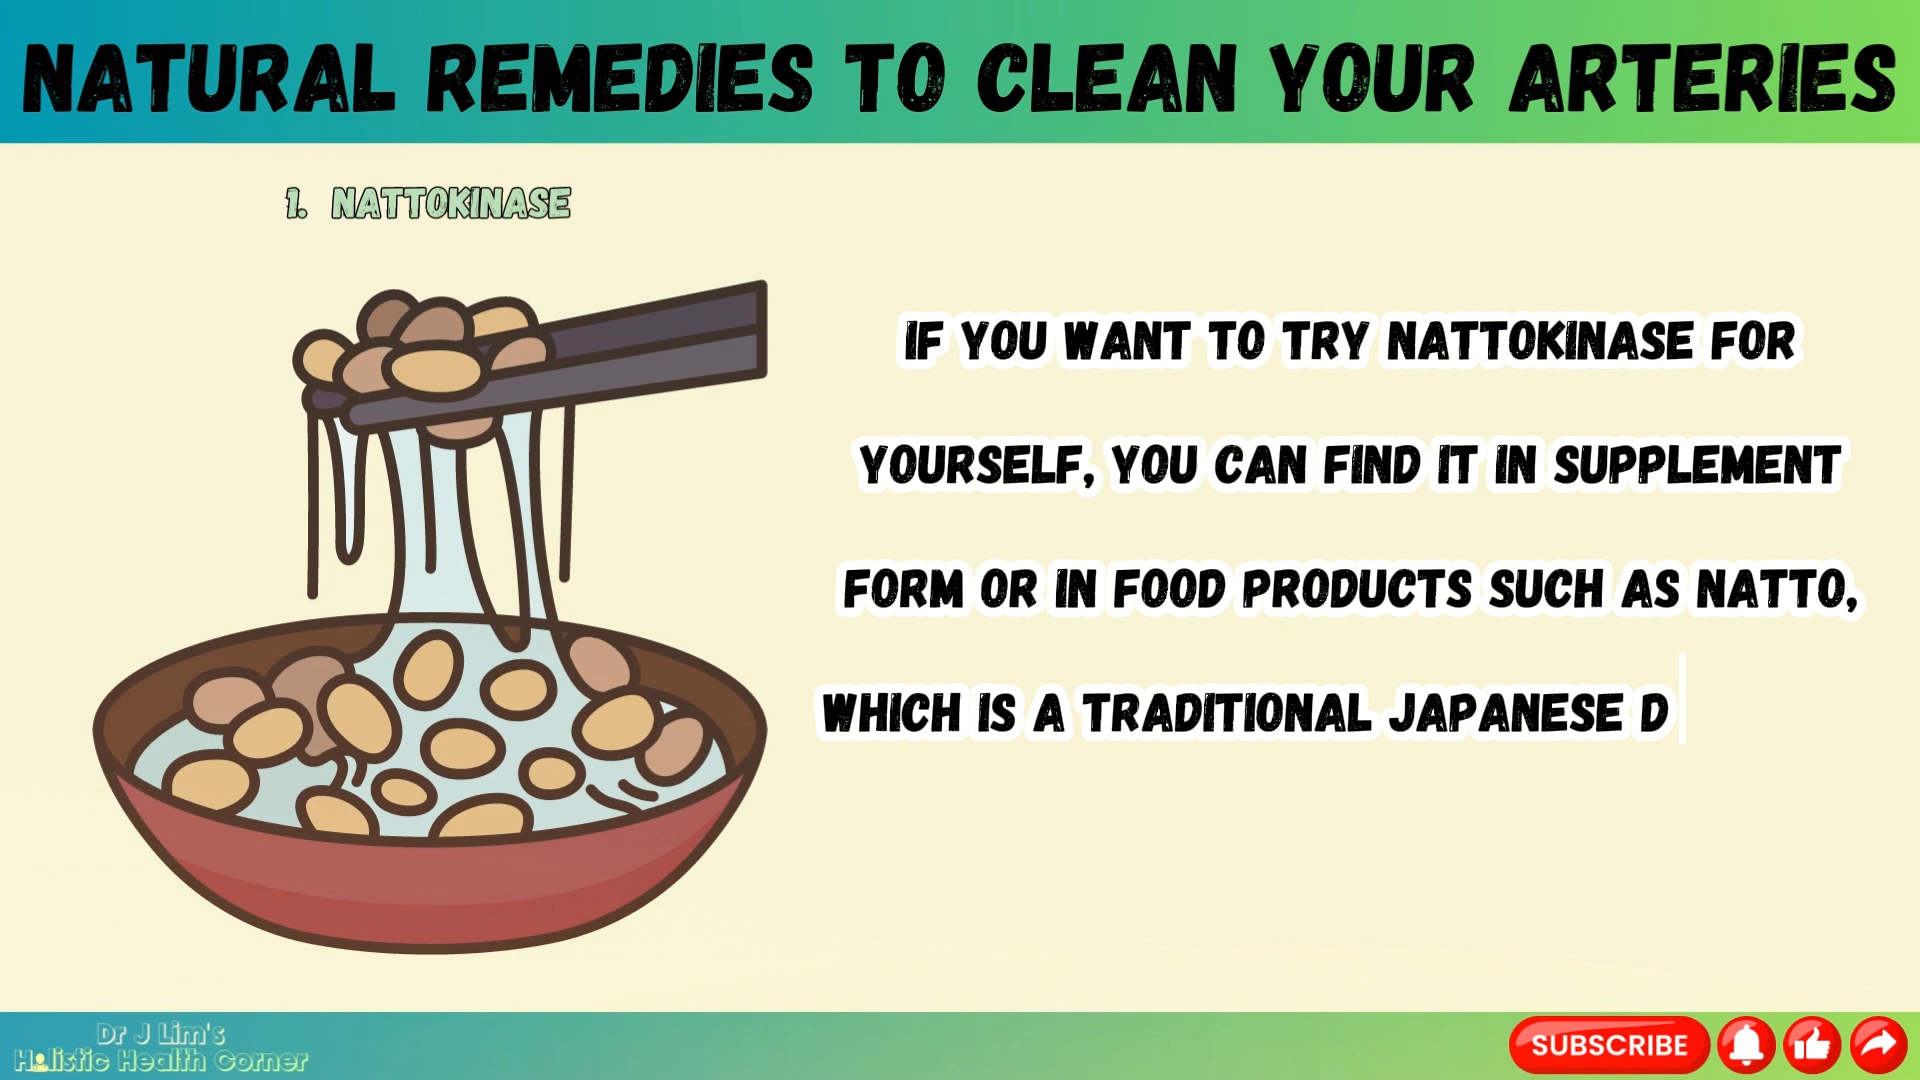 NATURAL REMEDIES TO CLEAN YOUR ARTERIES
1. NATTOKINASE
IF YOU WANT TO TRY NATTOKINASE FOR
YOURSELF, YOU CAN FIND IT IN SUPPLEMENT
FORM OR IN FOOD PRODUCTS SUCH AS NATTO,
WHICH IS A TRADITIONAL JAPANESE D
Dr J Lim's
Holistic Health Corner
SUBSCRIBE